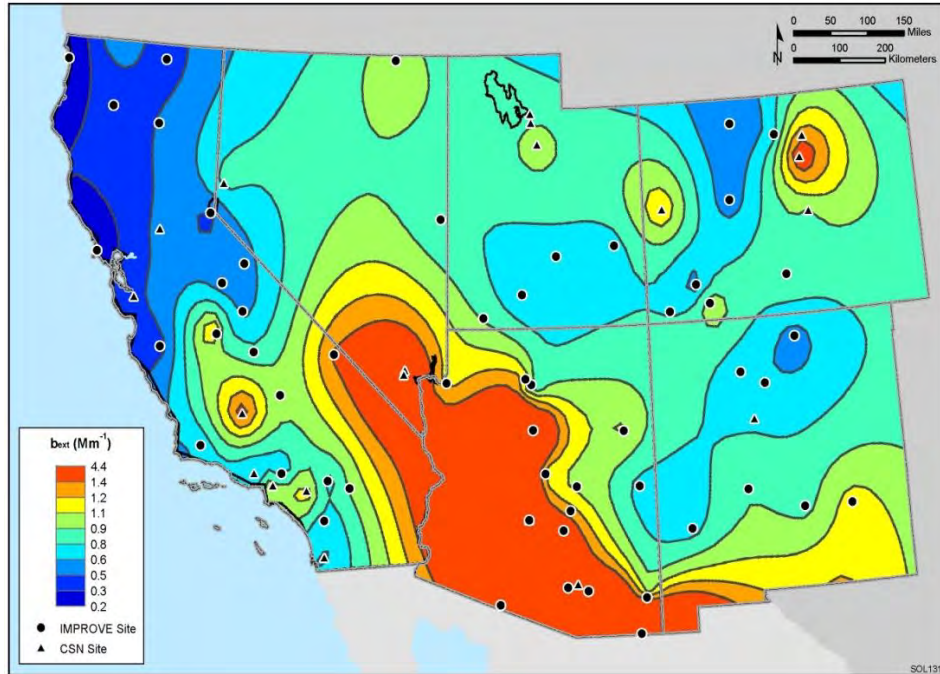 0 50 100 150
Miles
0 100 200
Kilometers
N
bext (Mm-1)
4.4
1.4
1.2
1.1
0.9
0.8
0.6
0.5
0.3
0.2
IMPROVE Site
CSN Site
SOL131